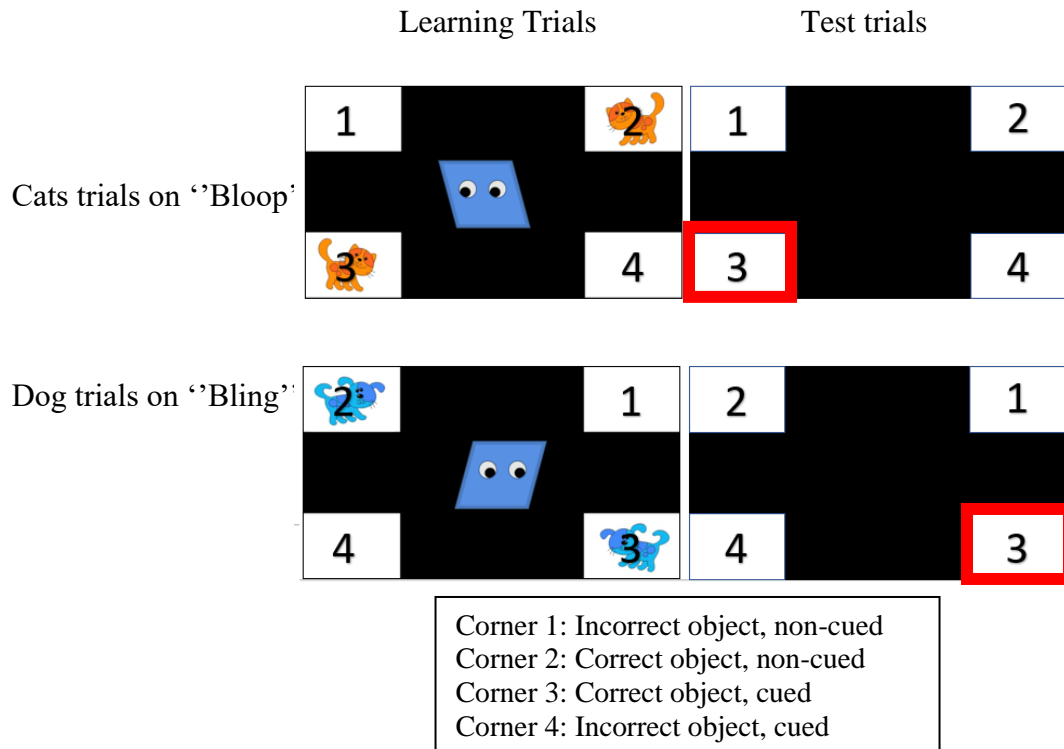 Learning Trials Test trials
1 2 1 2
Cats trials on ‘’Bloop’
3 4 3 4
Dog trials on ‘’Bling’’
2 1 2 1
4 3 4 3
Corner 1: Incorrect object, non-cued
Corner 2: Correct object, non-cued
Corner 3: Correct object, cued
Corner 4: Incorrect object, cued